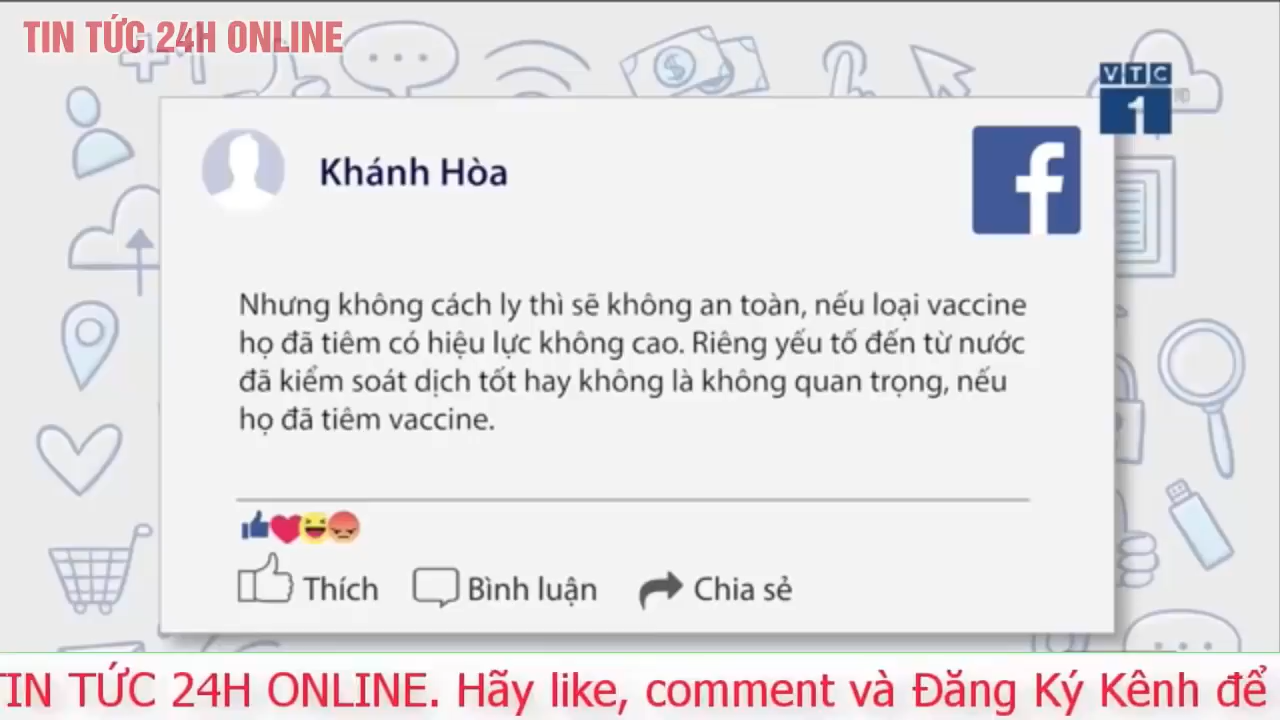 TIN TỨC 24H ONLINE
VTC
1
Khánh Hòa
f
Nhưng không cách ly thì sẽ không an toàn, nếu loại vaccine
họ đã tiêm có hiệu lực không cao. Riêng yếu tố đến từ nước
đã kiểm soát dịch tốt hay không là không quan trọng, nếu
họ đã tiêm vaccine.
Thích Bình luận Chia sẻ
TIN TỨC 24H ONLINE. Hãy like, comment và Đăng Ký Kênh để